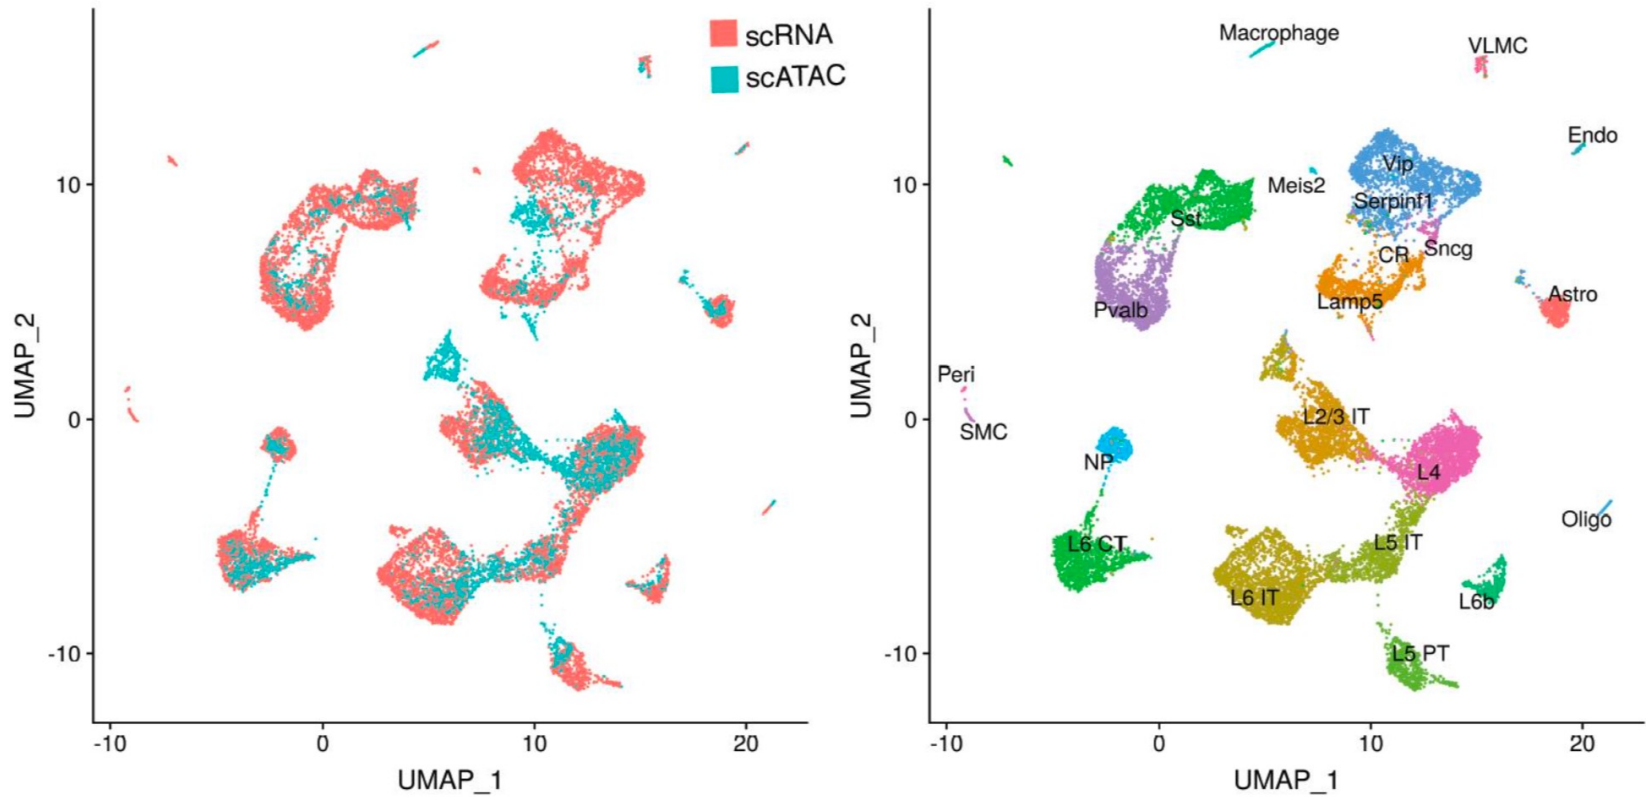 scRNA
scATAC
10
0
-10
-10
0
10
20
UMAP_1
UMAP_2
Macrophage
VLMC
Endo
Vip
Meis2
Serpinf1
Sst
Sncg
CR
Astro
Lamp5
Pvalb
Peri
L2/3 IT
SMC
NP
L4
Oligo
L6 CT
L5 IT
L6 IT
L6b
L5 PT
10
0
-10
-10
0
10
20
UMAP_1
UMAP_2